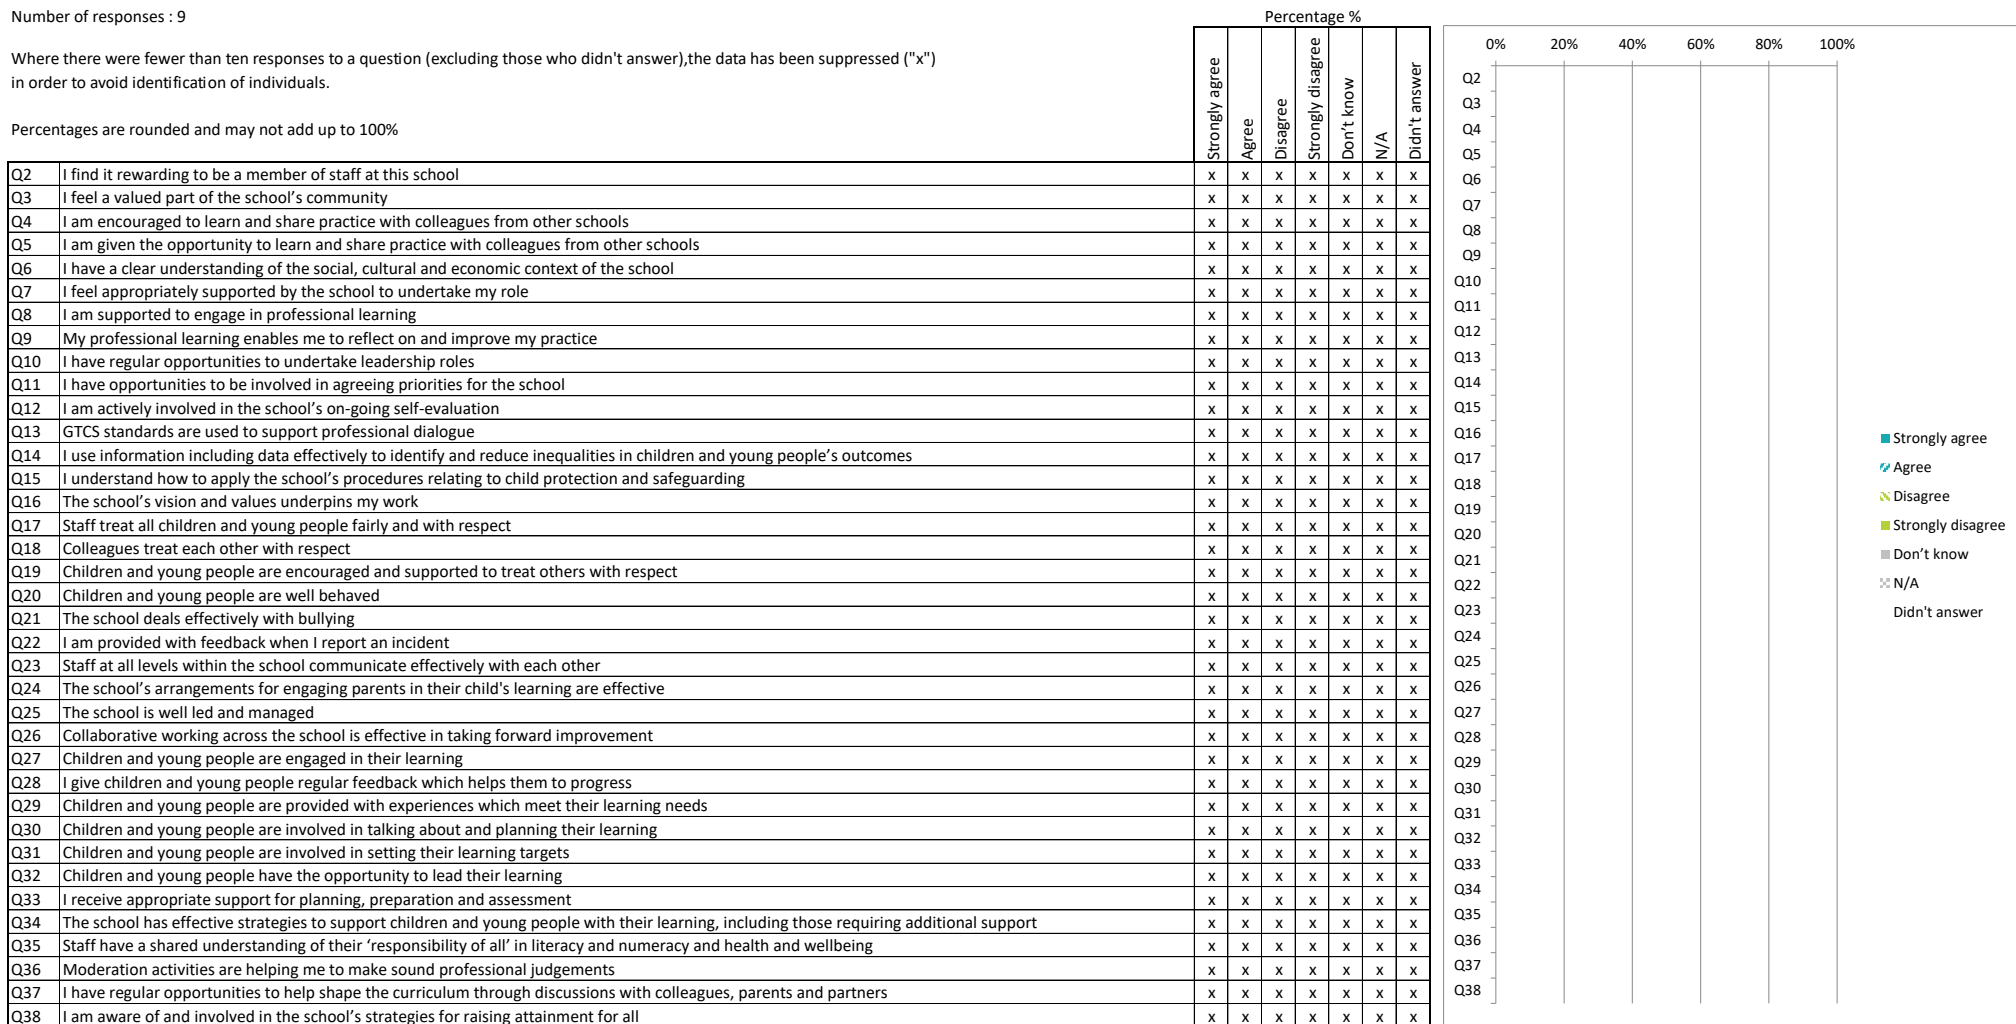 Number of responses : 9
Percentage %
Where there were fewer than ten responses to a question (excluding those who didn't answer),the data has been suppressed ("x")
in order to avoid identification of individuals.
Percentages are rounded and may not add up to 100%
Strongly agree
Agree
Disagree
Strongly disagree
Don't know
N/A
Didn't answer
Q2 I find it rewarding to be a member of staff at this school x x x x x x x
Q3 I feel a valued part of the school’s community x x x x x x x
Q4 I am encouraged to learn and share practice with colleagues from other schools x x x x x x x
Q5 I am given the opportunity to learn and share practice with colleagues from other schools x x x x x x x
Q6 I have a clear understanding of the social, cultural and economic context of the school x x x x x x x
Q7 I feel appropriately supported by the school to undertake my role x x x x x x x
Q8 I am supported to engage in professional learning x x x x x x x
Q9 My professional learning enables me to reflect on and improve my practice x x x x x x x
Q10 I have regular opportunities to undertake leadership roles x x x x x x x
Q11 I have opportunities to be involved in agreeing priorities for the school x x x x x x x
Q12 I am actively involved in the school’s on-going self-evaluation x x x x x x x
Q13 GTCS standards are used to support professional dialogue x x x x x x x
Q14 I use information including data effectively to identify and reduce inequalities in children and young people’s outcomes x x x x x x x
Q15 I understand how to apply the school’s procedures relating to child protection and safeguarding x x x x x x x
Q16 The school’s vision and values underpins my work x x x x x x x
Q17 Staff treat all children and young people fairly and with respect x x x x x x x
Q18 Colleagues treat each other with respect x x x x x x x
Q19 Children and young people are encouraged and supported to treat others with respect x x x x x x x
Q20 Children and young people are well behaved x x x x x x x
Q21 The school deals effectively with bullying x x x x x x x
Q22 I am provided with feedback when I report an incident x x x x x x x
Q23 Staff at all levels within the school communicate effectively with each other x x x x x x x
Q24 The school’s arrangements for engaging parents in their child's learning are effective x x x x x x x
Q25 The school is well led and managed x x x x x x x
Q26 Collaborative working across the school is effective in taking forward improvement x x x x x x x
Q27 Children and young people are engaged in their learning x x x x x x x
Q28 I give children and young people regular feedback which helps them to progress x x x x x x x
Q29 Children and young people are provided with experiences which meet their learning needs x x x x x x x
Q30 Children and young people are involved in talking about and planning their learning x x x x x x x
Q31 Children and young people are involved in setting their learning targets x x x x x x x
Q32 Children and young people have the opportunity to lead their learning x x x x x x x
Q33 I receive appropriate support for planning, preparation and assessment x x x x x x x
Q34 The school has effective strategies to support children and young people with their learning, including those requiring additional support x x x x x x x
Q35 Staff have a shared understanding of their ‘responsibility of all’ in literacy and numeracy and health and wellbeing x x x x x x x
Q36 Moderation activities are helping me to make sound professional judgements x x x x x x x
Q37 I have regular opportunities to help shape the curriculum through discussions with colleagues, parents and partners x x x x x x x
Q38 I am aware of and involved in the school’s strategies for raising attainment for all x x x x x x x
0% 20% 40% 60% 80% 100%
Q2
Q3
Q4
Q5
Q6
Q7
Q8
Q9
Q10
Q11
Q12
Q13
Q14
Q15
Q16
Q17
Q18
Q19
Q20
Q21
Q22
Q23
Q24
Q25
Q26
Q27
Q28
Q29
Q30
Q31
Q32
Q33
Q34
Q35
Q36
Q37
Q38
Strongly agree
Agree
Disagree
Strongly disagree
Don’t know
N/A
Didn't answer